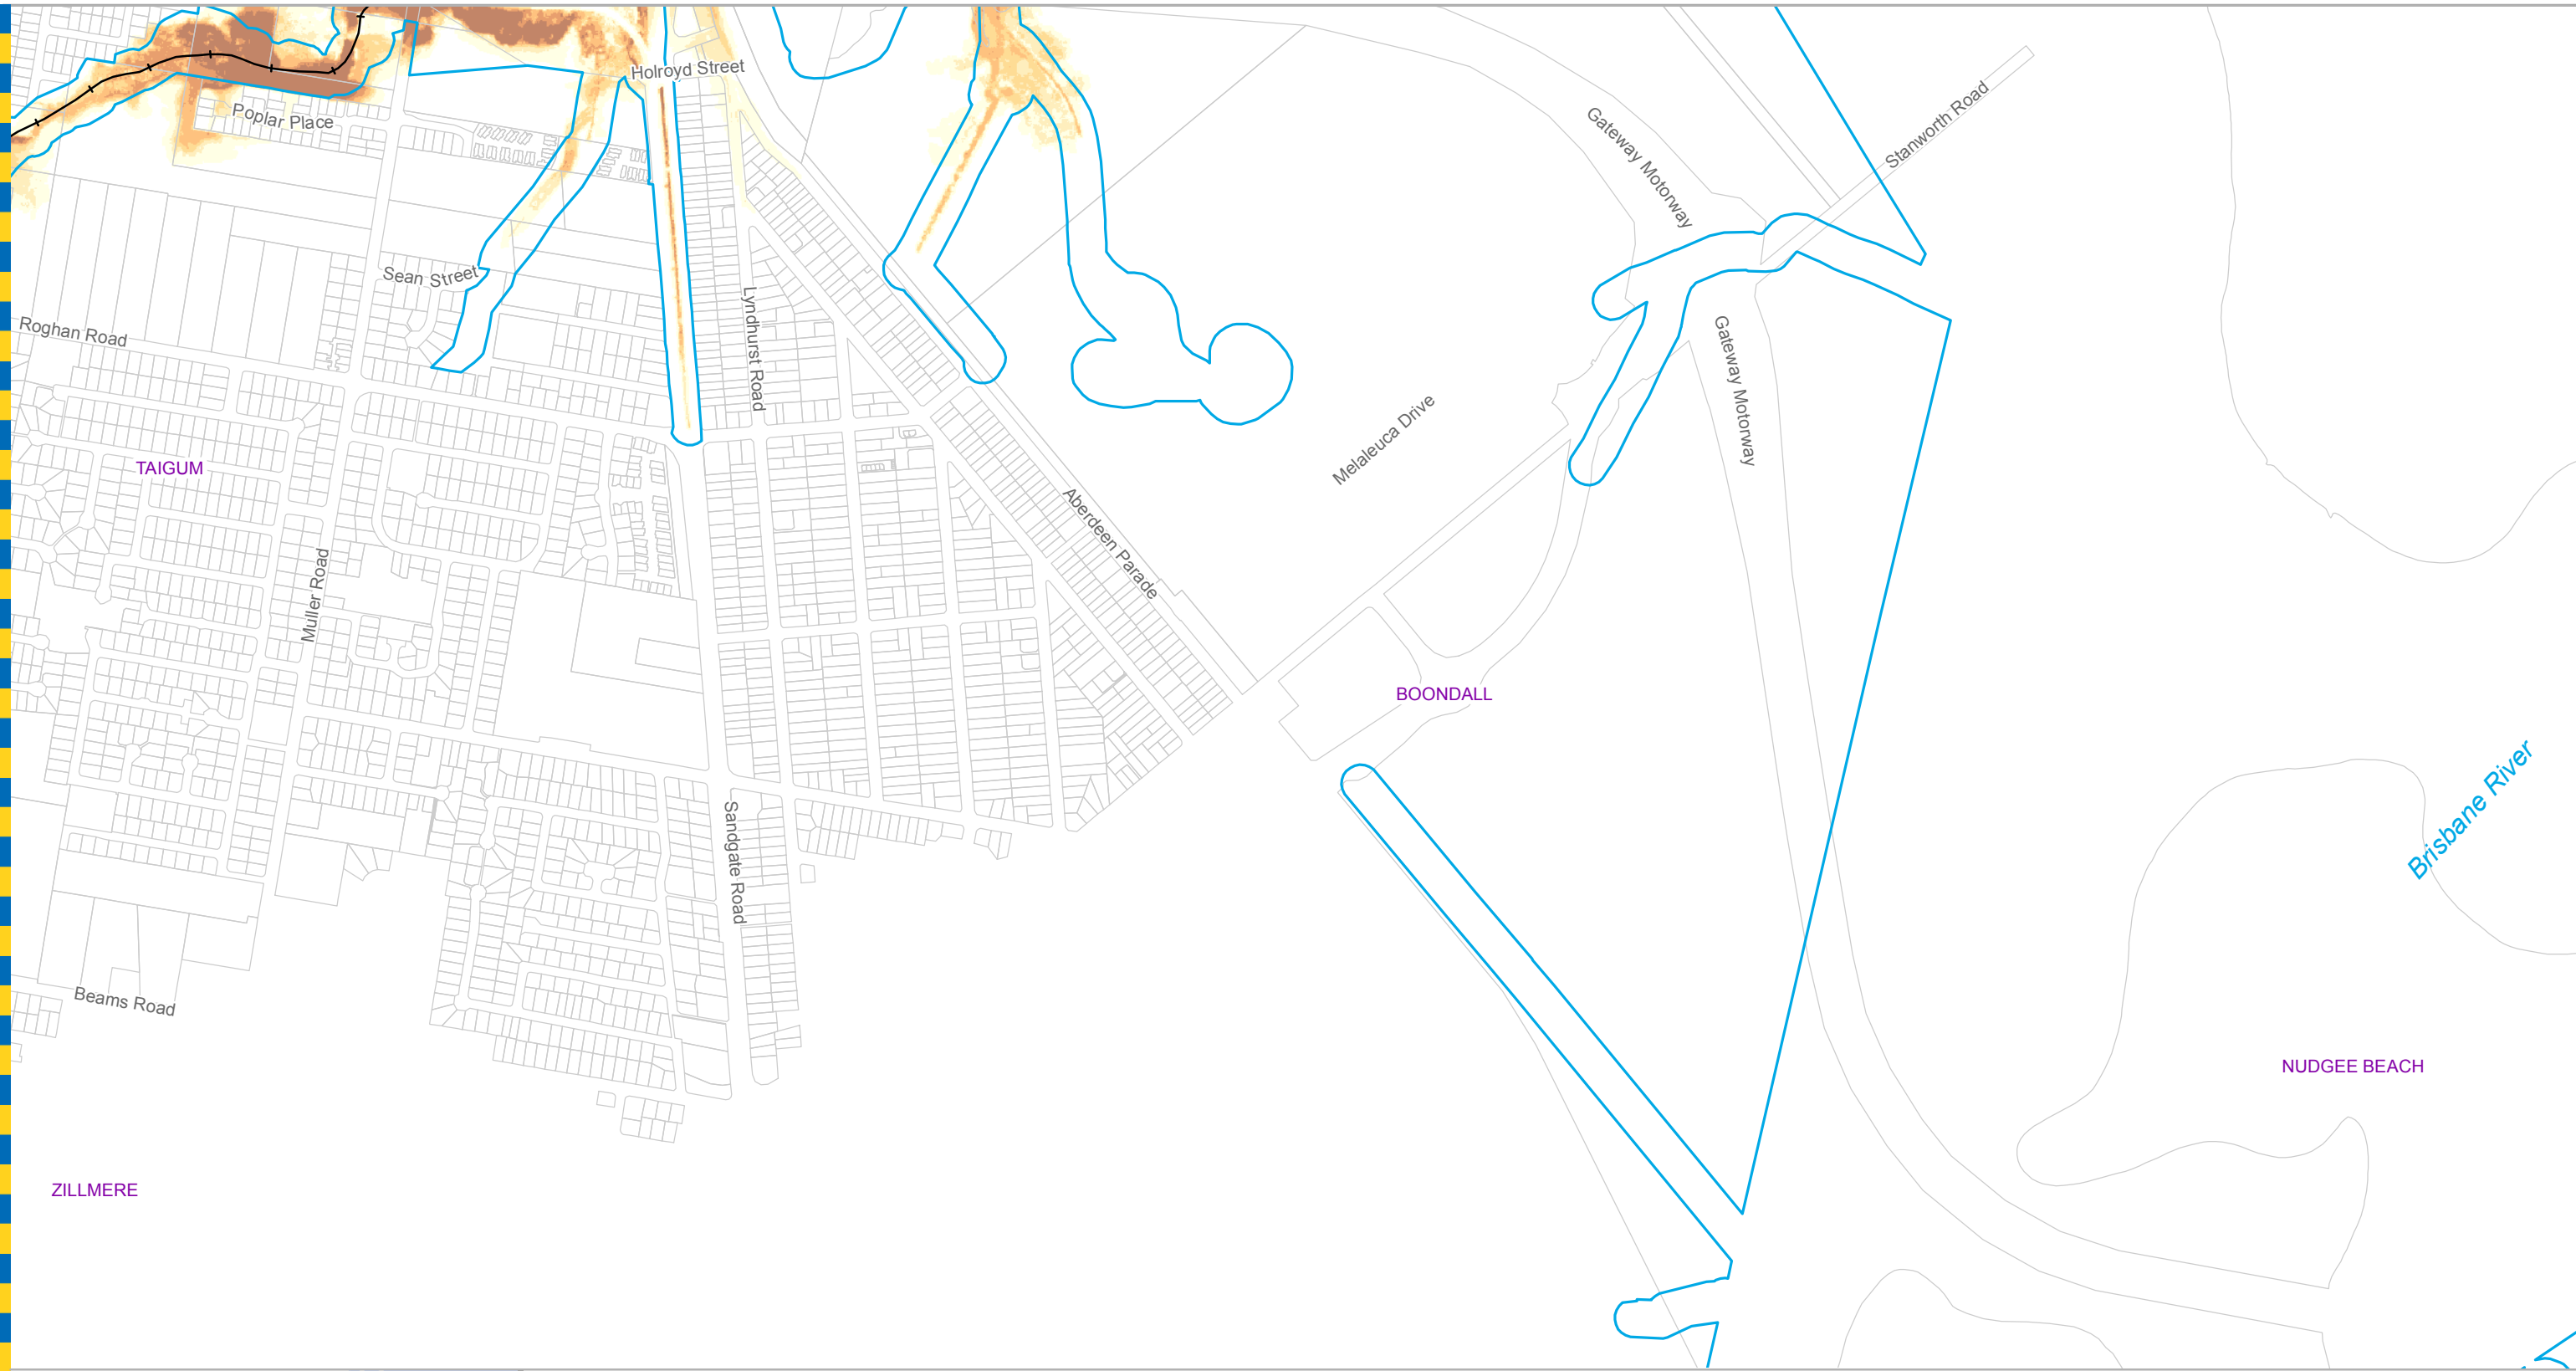 Holroyd Street
Poplar Place
Gateway Motorway
Stanworth Road
Sean Street
Roghan Road
Lyndhurst Road
Gateway Motorway
Melaleuca Drive
TAIGUM
Aberdeen Parade
Muller Road
BOONDALL
Sandgate Road
Brisbane River
Beams Road
NUDGEE BEACH
ZILLMERE